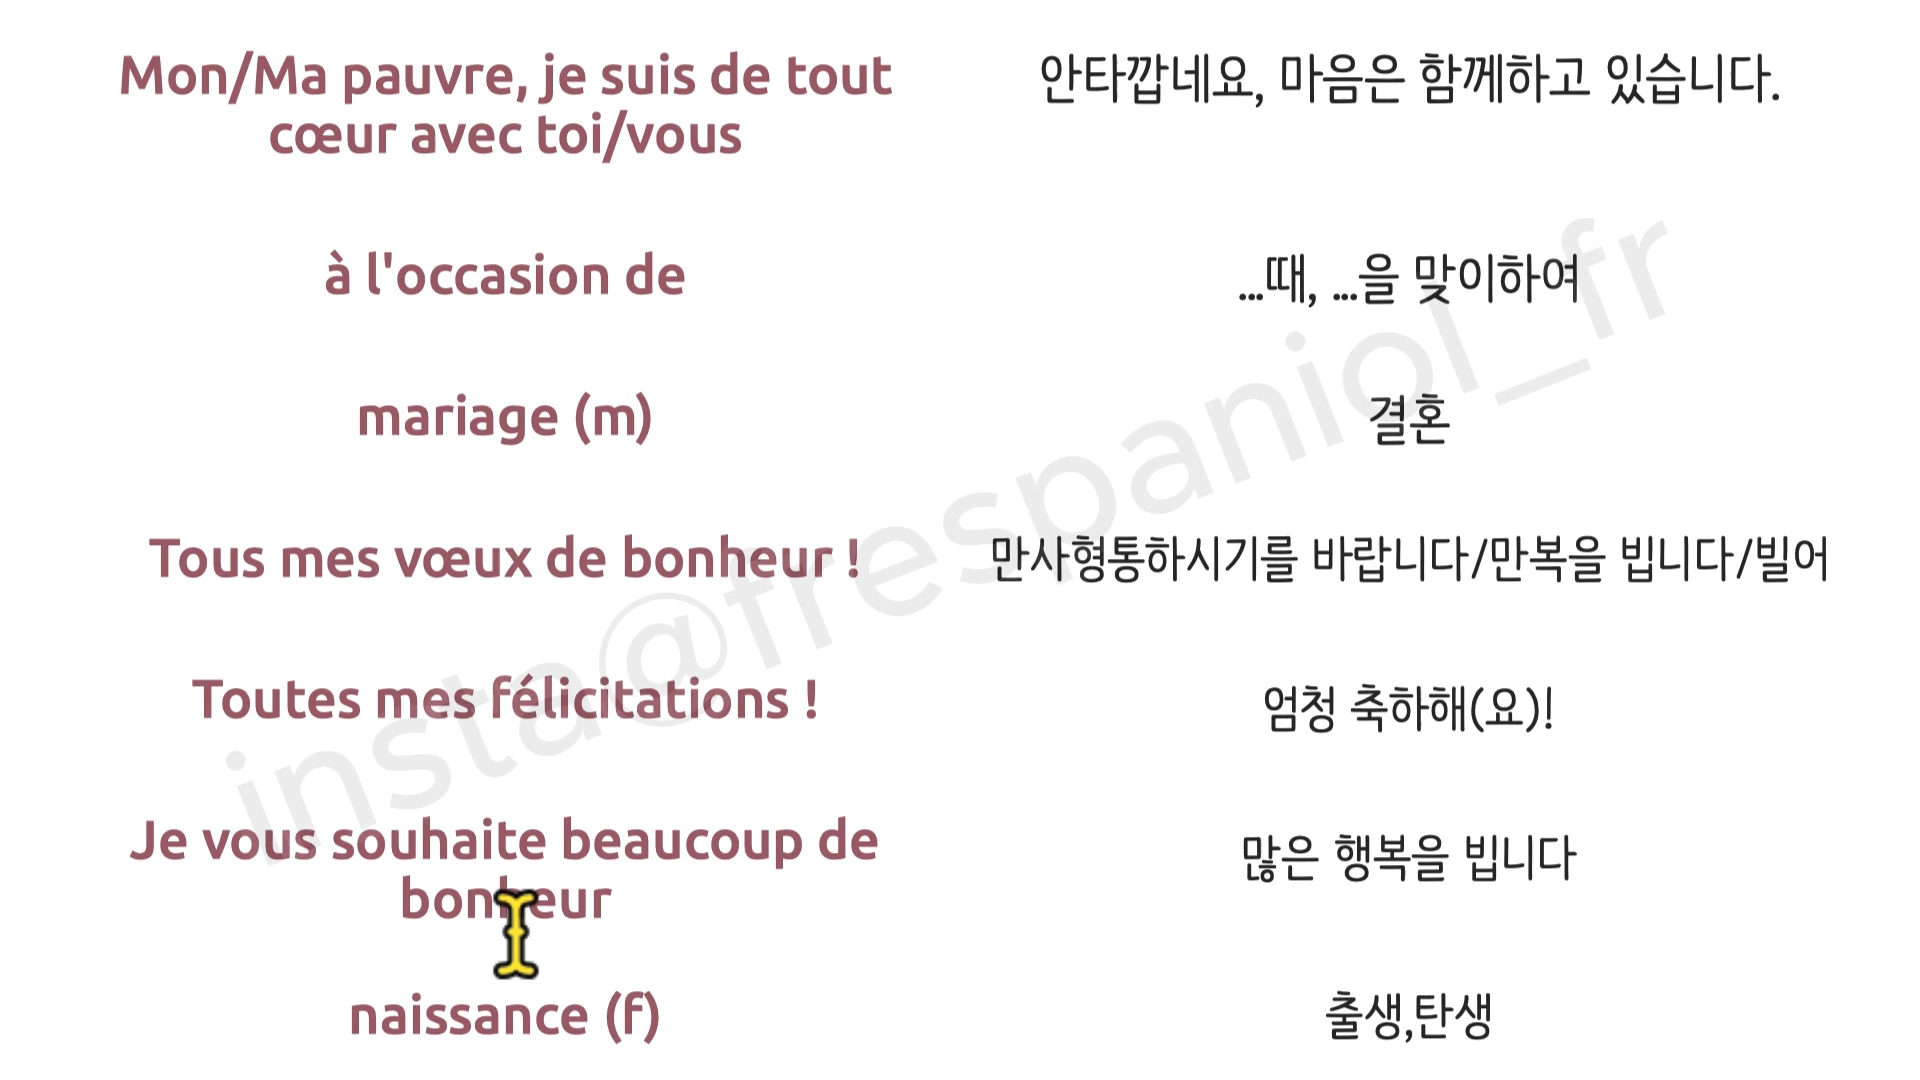 Mon/Ma pauvre, je suis de tout
cœur avec toi/vous
안타깝네요, 마음은 함께하고 있습니다.
à l'occasion de
...때, ...을 맞이하여
mariage (m)
결혼
Tous mes vœux de bonheur !
만사형통하시기를 바랍니다/만복을 빕니다/빌어
Toutes mes félicitations !
엄청 축하해(요)!
Je vous souhaite beaucoup de
bonheur
많은 행복을 빕니다
naissance (f)
출생,탄생
insta@frespaniol_fr